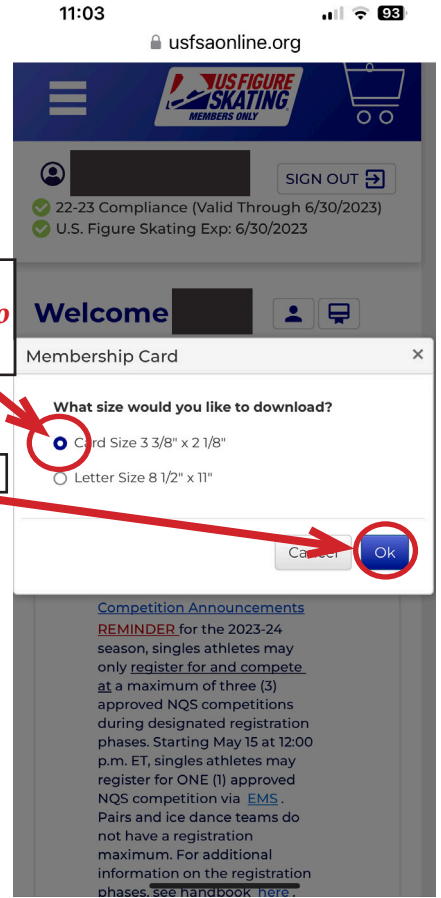 11:03
93
usfsaonline.org
US FIGURE
SKATING
MEMBERS ONLY
SIGN OUT
22-23 Compliance (Valid Through 6/30/2023)
U.S. Figure Skating Exp: 6/30/2023
o
Welcome
Membership Card ×
What size would you like to download?
Card Size 3 3/8" x 2 1/8"
Letter Size 8 1/2" x 11"
Cancel Ok
Competition Announcements
REMINDER for the 2023-24
season, singles athletes may
only register for and compete
at a maximum of three (3)
approved NQS competitions
during designated registration
phases. Starting May 15 at 12:00
p.m. ET, singles athletes may
register for ONE (1) approved
NQS competition via EMS.
Pairs and ice dance teams do
not have a registration
maximum. For additional
information on the registration
phases, see handbook here.